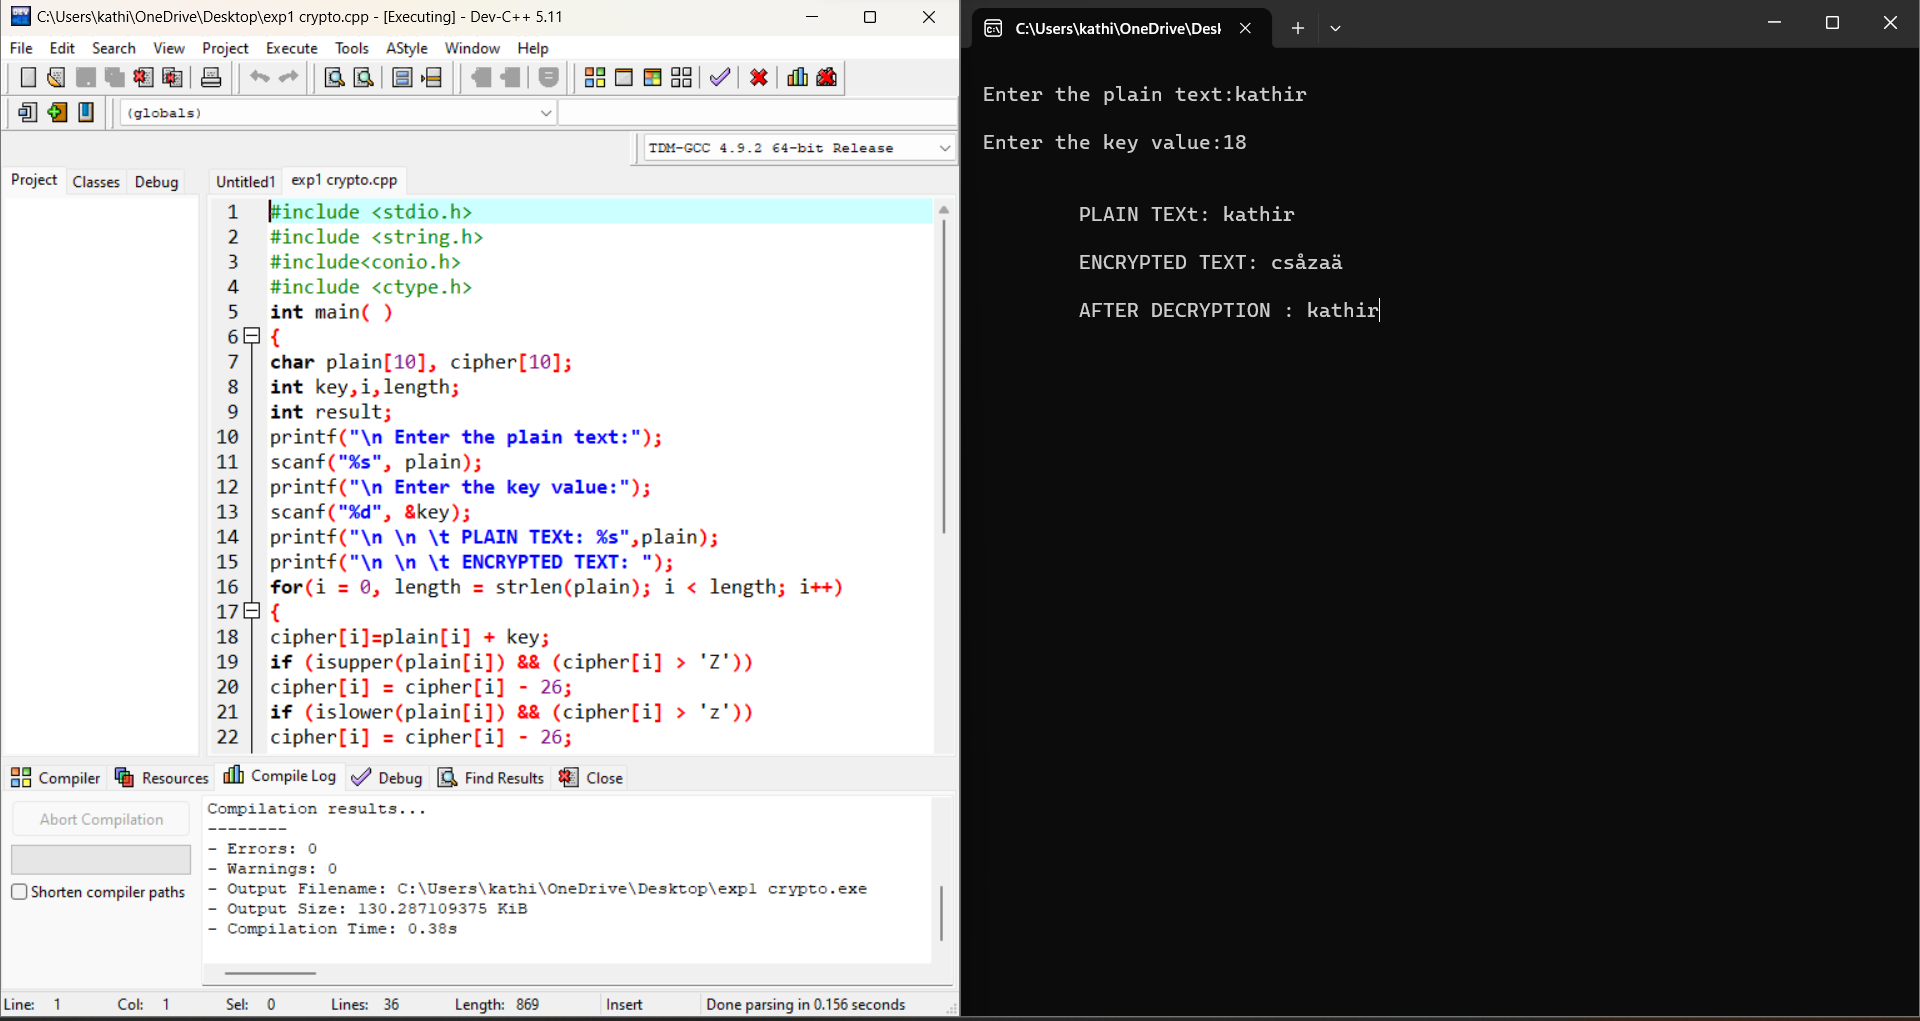 C:\Users\kathi\OneDrive\Desktop\exp1 crypto.cpp - [Executing] - Dev-C++ 5.11
File Edit Search View Project Execute Tools AStyle Window Help
(globals)
TDM-GCC 4.9.2 64-bit Release
Project Classes Debug
Untitled1 exp1 crypto.cpp
1 #include <stdio.h>
2 #include <string.h>
3 #include<conio.h>
4 #include <ctype.h>
5 int main( )
6 {
7 char plain[10], cipher[10];
8 int key,i,length;
9 int result;
10 printf("\n Enter the plain text:");
11 scanf("%s", plain);
12 printf("\n Enter the key value:");
13 scanf("%d", &key);
14 printf("\n \n \t PLAIN TEXt: %s",plain);
15 printf("\n \n \t ENCRYPTED TEXT: ");
16 for(i = 0, length = strlen(plain); i < length; i++)
17 {
18 cipher[i]=plain[i] + key;
19 if (isupper(plain[i]) && (cipher[i] > 'Z'))
20 cipher[i] = cipher[i] - 26;
21 if (islower(plain[i]) && (cipher[i] > 'z'))
22 cipher[i] = cipher[i] - 26;
Compiler Resources Compile Log Debug Find Results Close
Abort Compilation
Shorten compiler paths
Compilation results...
--------
- Errors: 0
- Warnings: 0
- Output Filename: C:\Users\kathi\OneDrive\Desktop\exp1 crypto.exe
- Output Size: 130.287109375 KiB
- Compilation Time: 0.38s
Line: 1 Col: 1 Sel: 0 Lines: 36 Length: 869 Insert Done parsing in 0.156 seconds
C:\Users\kathi\OneDrive\Desl
Enter the plain text:kathir
Enter the key value:18
PLAIN TEXt: kathir
ENCRYPTED TEXT: csåzaä
AFTER DECRYPTION : kathir